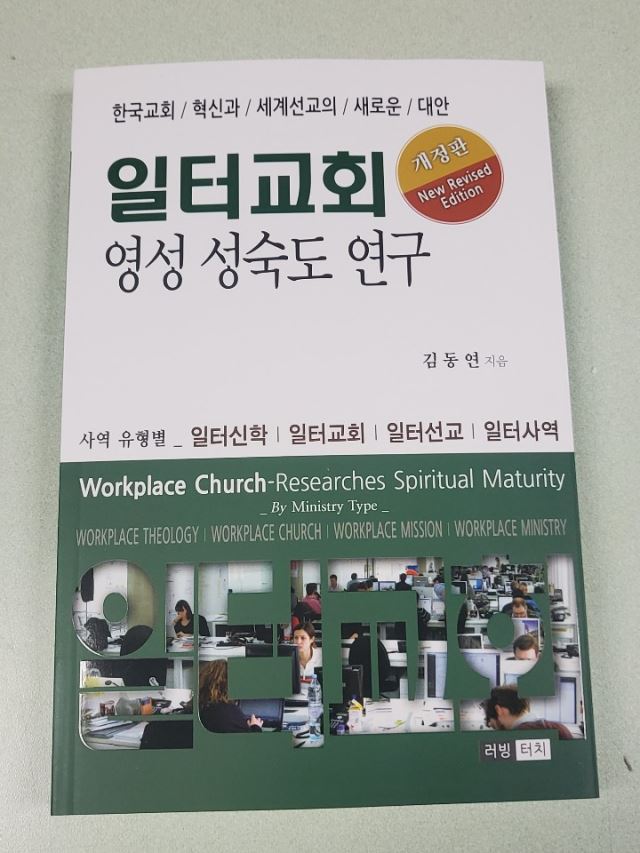 한국교회 / 혁신과 / 세계선교의 / 새로운 / 대안
일터교회
개정판
New Revised
Edition
영성 성숙도 연구
김동연 지음
사역 유형별 _ 일터신학 | 일터교회 | 일터선교 | 일터사역
Workplace Church-Researches Spiritual Maturity
_ By Ministry Type _
WORKPLACE THEOLOGY | WORKPLACE CHURCH | WORKPLACE MISSION | WORKPLACE MINISTRY
일터교회
러빙 터치